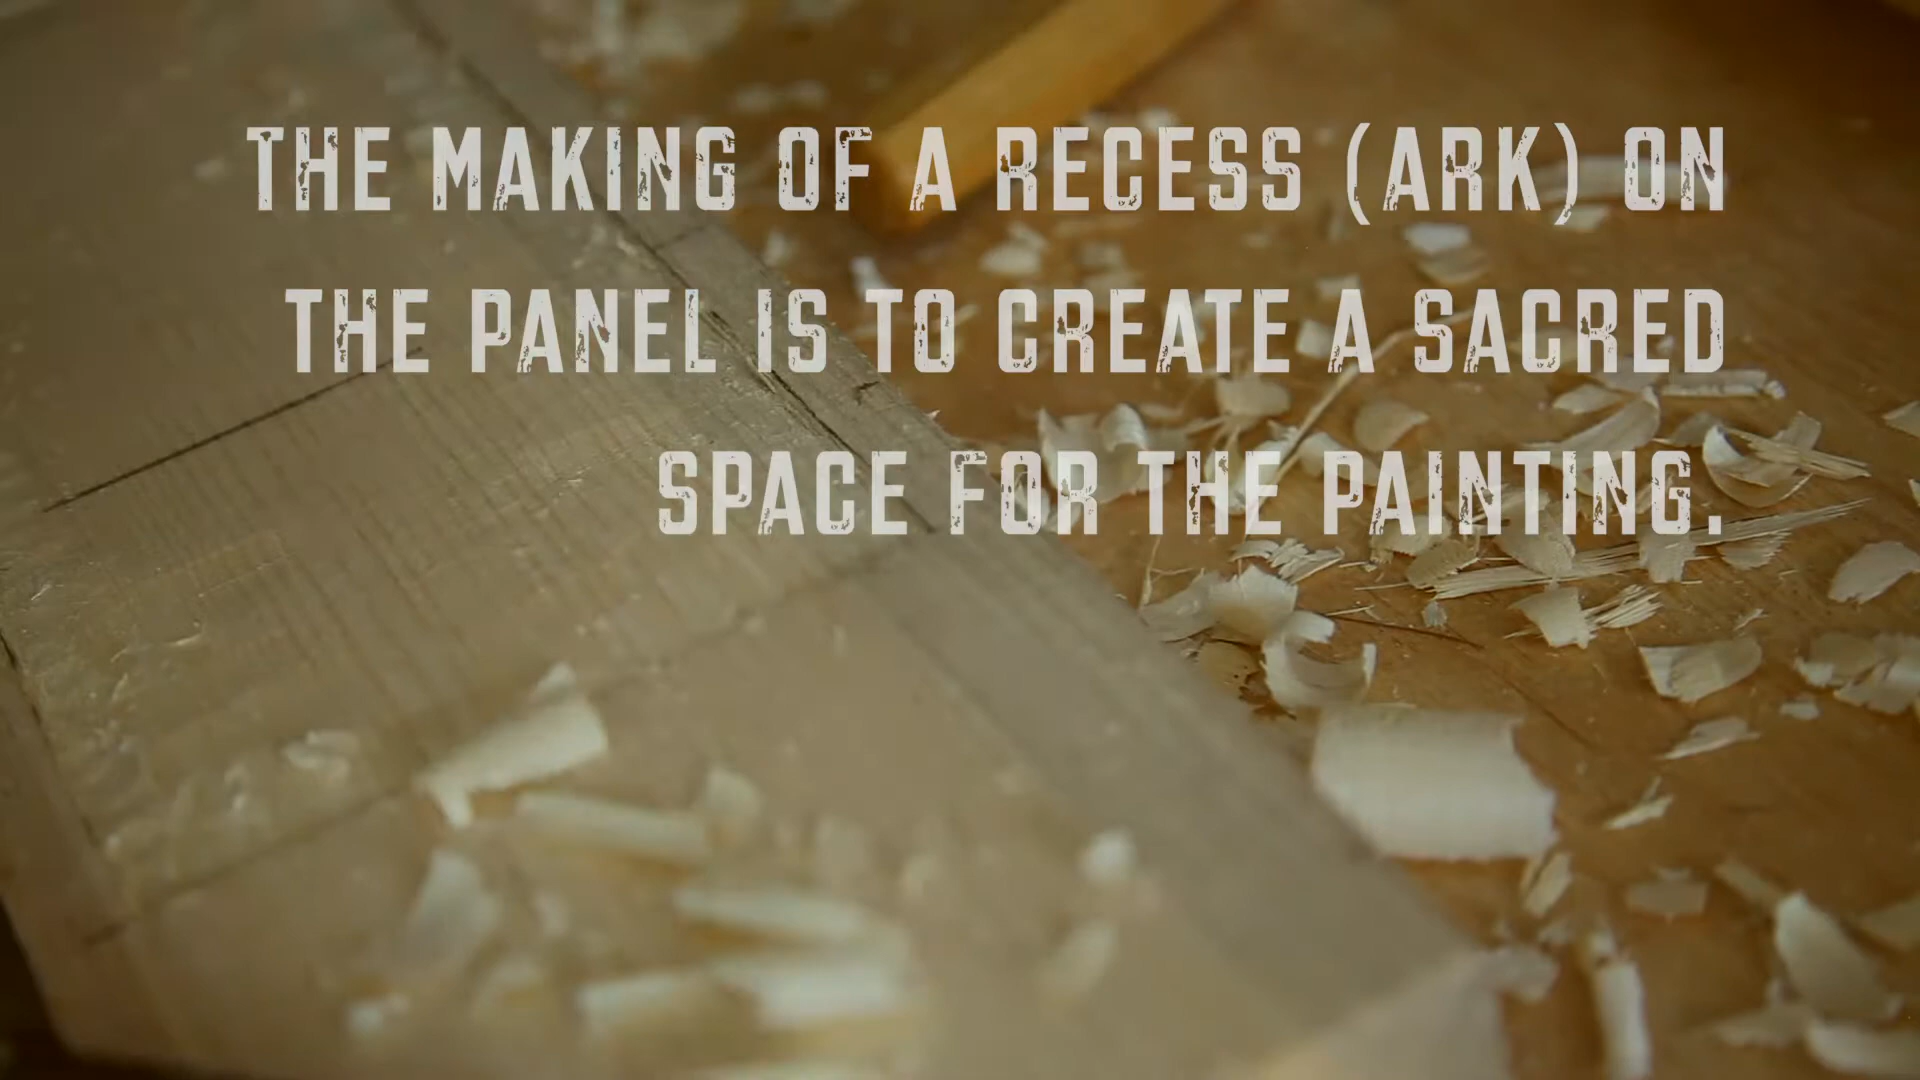 THE MAKING OF A RECESS (ARK) ON
THE PANEL IS TO CREATE A SACRED
SPACE FOR THE PAINTING.